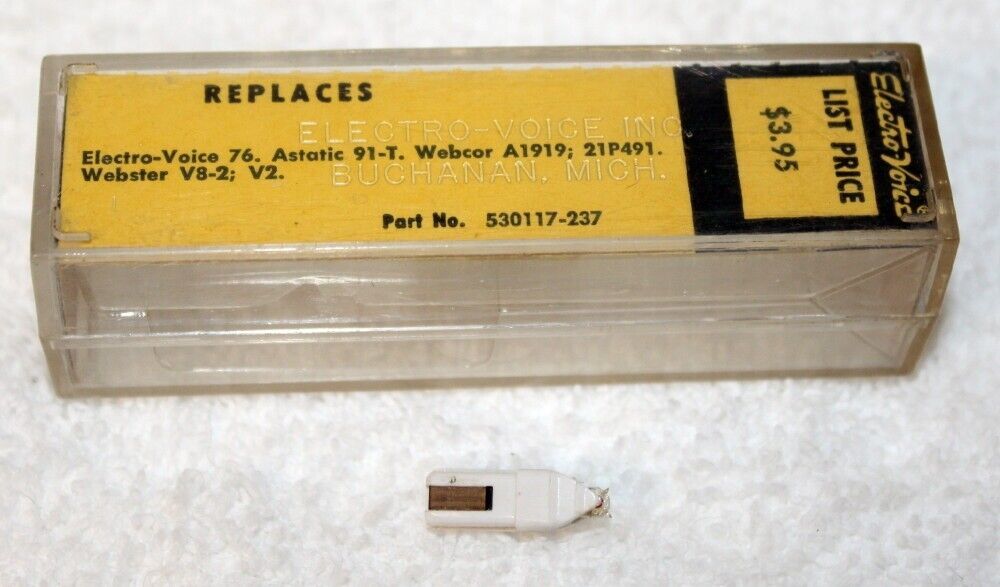 REPLACES
ELECTRO-VOICE INC.
Electro-Voice 76. Astatic 91-T. Webcor A1919; 21P491.
BUCHANAN, MICH.
Webster V8-2; V2.
Part No. 530117-237
$3.95
LIST PRICE
Electro-Voice